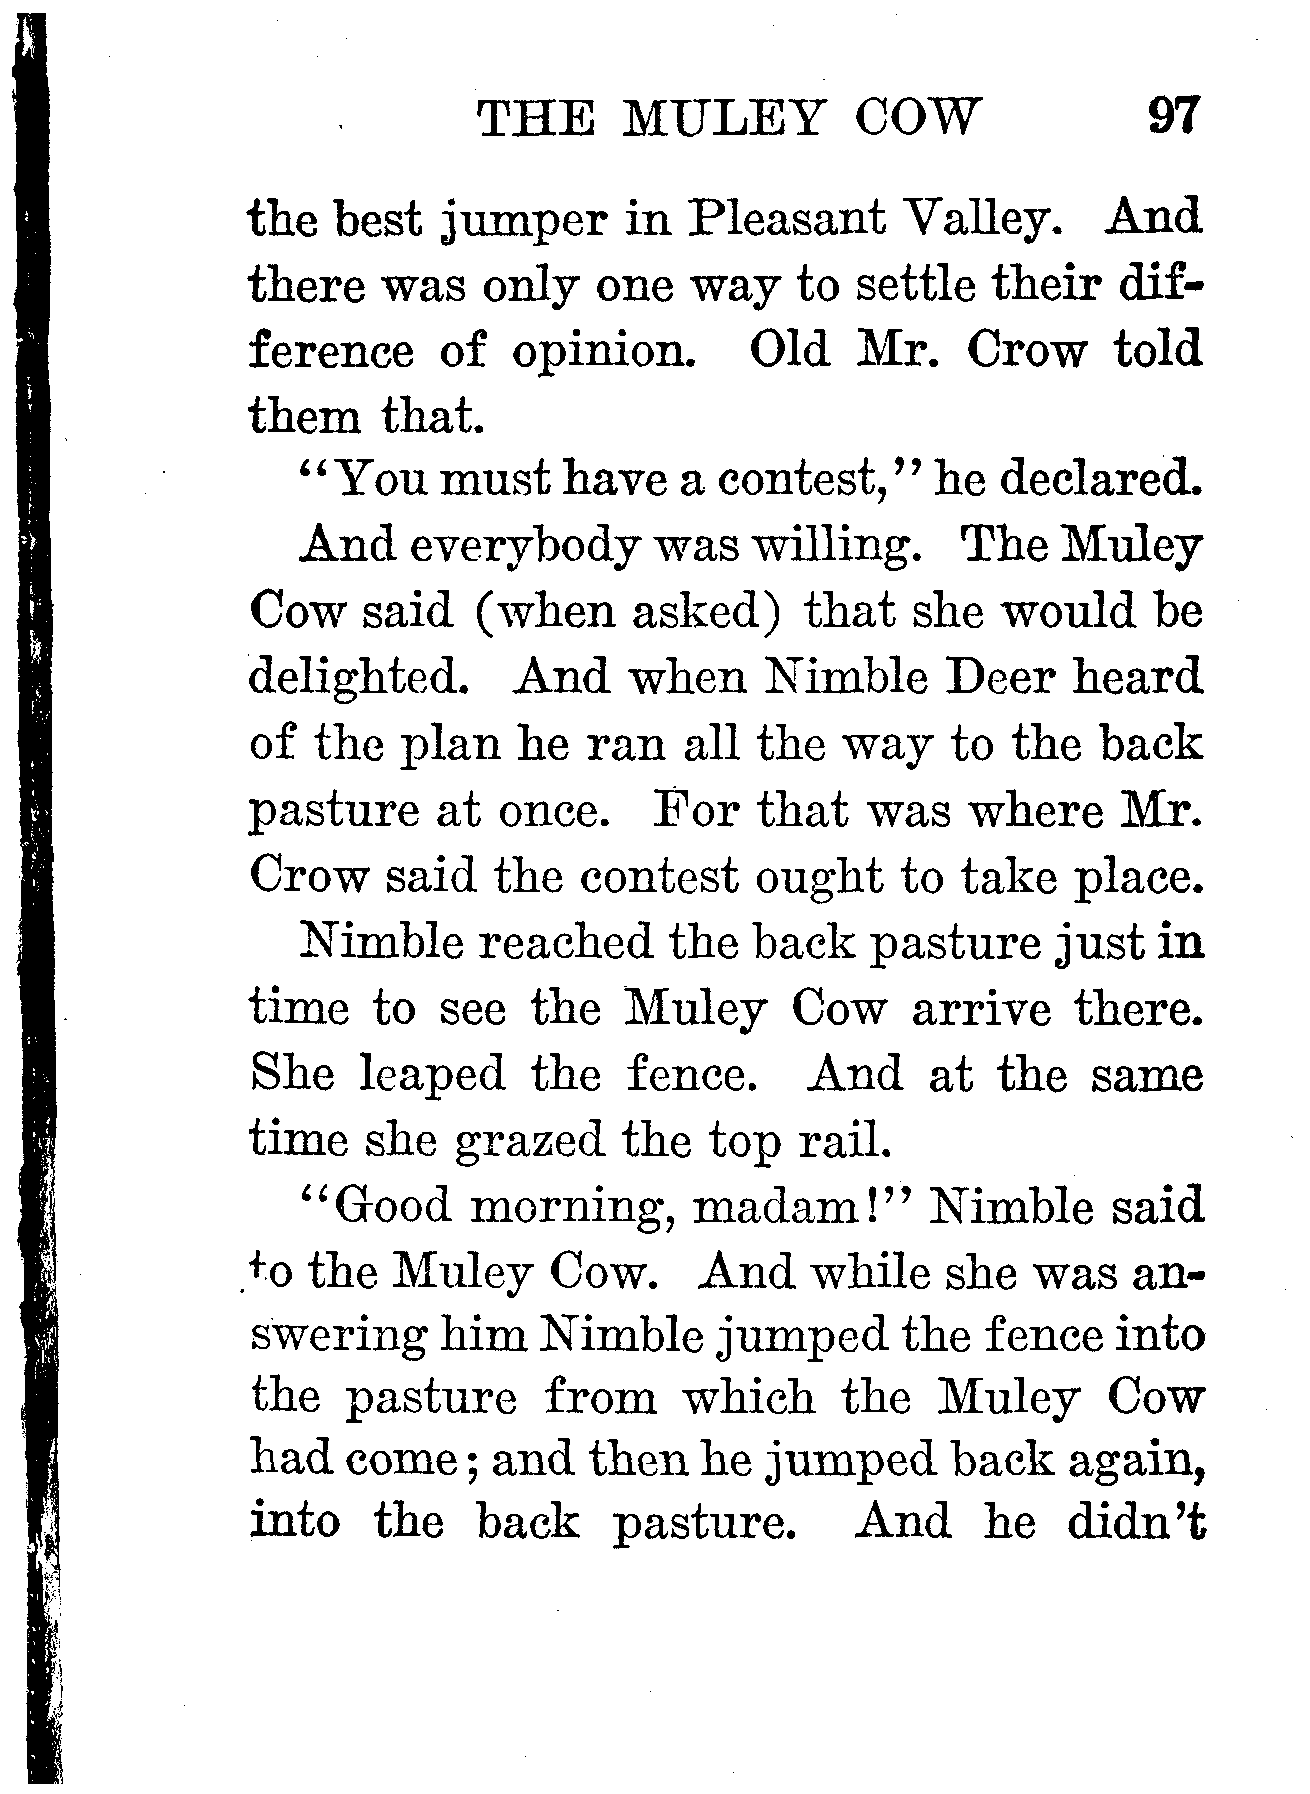 THE MULEY COW 97
the best jumper in Pleasant Valley. And
there was only one way to settle their dif-
ference of opinion. Old Mr. Crow told
them that.
"You must have a contest," he declared.
And everybody was willing. The Muley
Cow said (when asked) that she would be
delighted. And when Nimble Deer heard
of the plan he ran all the way to the back
pasture at once. For that was where Mr.
Crow said the contest ought to take place.
Nimble reached the back pasture just in
time to see the Muley Cow arrive there.
She leaped the fence. And at the same
time she grazed the top rail.
"Good morning, madam!" Nimble said
to the Muley Cow. And while she was an-
swering him Nimble jumped the fence into
the pasture from which the Muley Cow
had come; and then he jumped back again,
into the back pasture. And he didn't